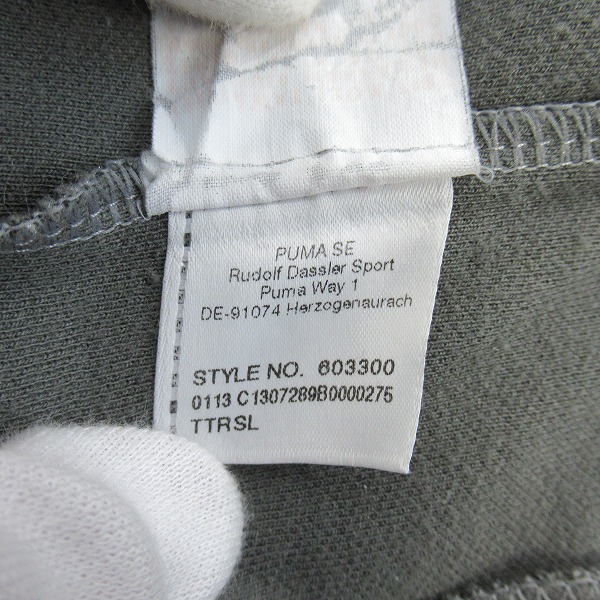 PUMA SE
Rudolf Dassler Sport
Puma Way 1
DE-91074 Herzogenaurach
STYLE NO. 603300
0113 C1307289B0000275
TTRSL